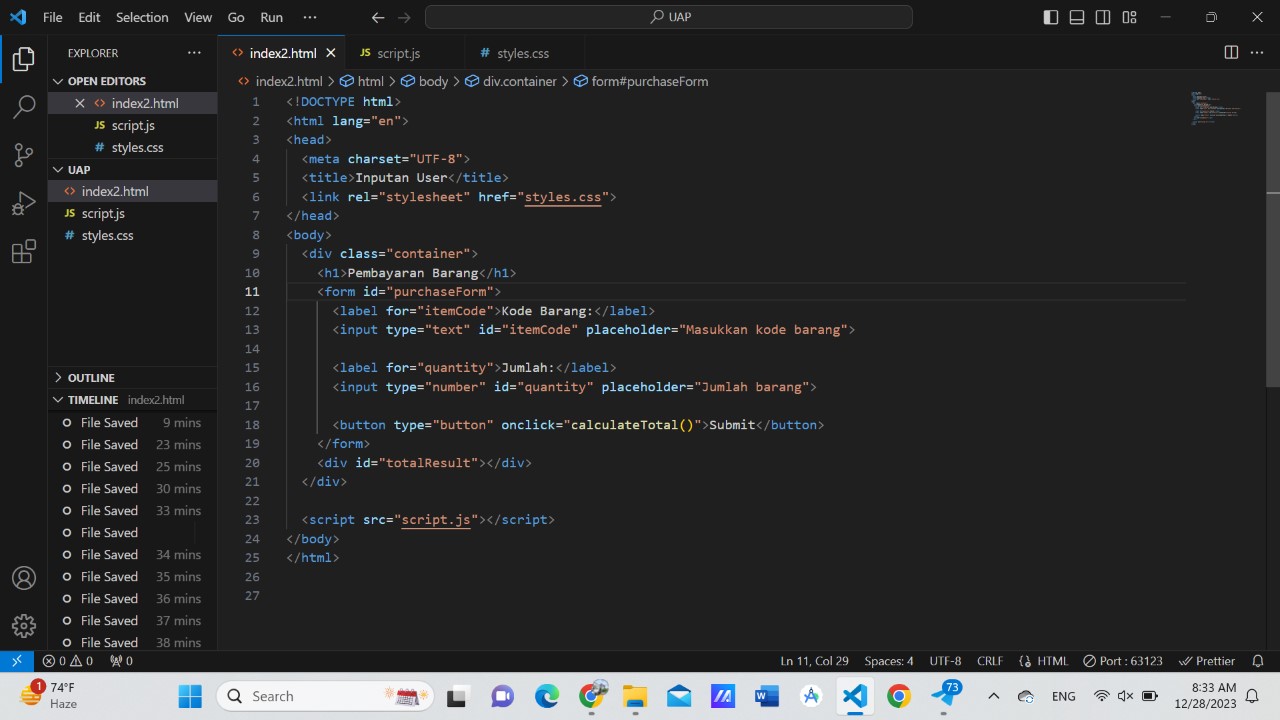 File Edit Selection View Go Run ··· ← → UAP
EXPLORER ···
OPEN EDITORS
index2.html
JS script.js
# styles.css
UAP
<> index2.html
JS script.js
# styles.css
OUTLINE
TIMELINE index2.html
File Saved 9 mins
File Saved 23 mins
File Saved 25 mins
File Saved 30 mins
File Saved 33 mins
File Saved
File Saved 34 mins
File Saved 35 mins
File Saved 36 mins
File Saved 37 mins
File Saved 38 mins
<> index2.html JS script.js # styles.css
<> index2.html > html > body > div.container > form#purchaseForm
1 <!DOCTYPE html>
2 <html lang="en">
3 <head>
4 <meta charset="UTF-8">
5 <title>Inputan User</title>
6 <link rel="stylesheet" href="styles.css">
7 </head>
8 <body>
9 <div class="container">
10 <h1>Pembayaran Barang</h1>
11 <form id="purchaseForm">
12 <label for="itemCode">Kode Barang:</label>
13 <input type="text" id="itemCode" placeholder="Masukkan kode barang">
14
15 <label for="quantity">Jumlah:</label>
16 <input type="number" id="quantity" placeholder="Jumlah barang">
17
18 <button type="button" onclick="calculateTotal()">Submit</button>
19 </form>
20 <div id="totalResult"></div>
21 </div>
22
23 <script src="script.js"></script>
24 </body>
25 </html>
26
27
0 0 0 Ln 11, Col 29 Spaces: 4 UTF-8 CRLF {} HTML Port : 63123 Prettier
1 74°F
Haze
Search
W
73
ENG
8:33 AM
12/28/2023